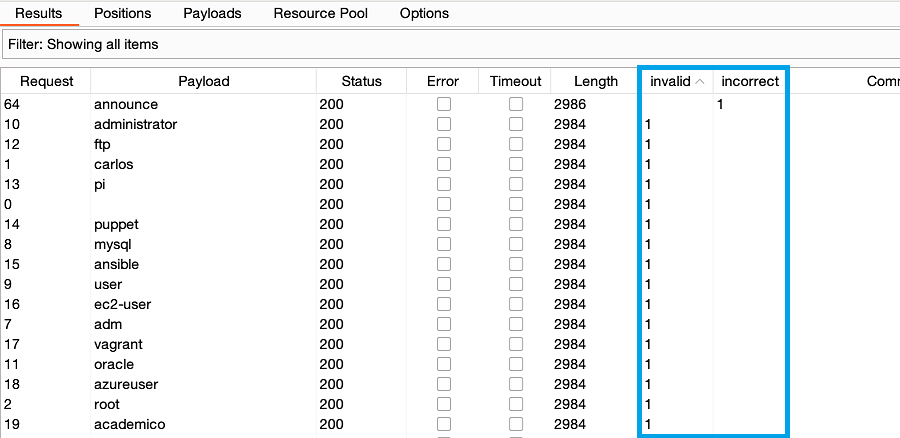 Results Positions Payloads Resource Pool Options
Filter: Showing all items
Request Payload Status Error Timeout Length invalid incorrect Comm
64 announce 200 2986 1
10 administrator 200 2984 1
12 ftp 200 2984 1
1 carlos 200 2984 1
13 pi 200 2984 1
0 200 2984 1
14 puppet 200 2984 1
8 mysql 200 2984 1
15 ansible 200 2984 1
9 user 200 2984 1
16 ec2-user 200 2984 1
7 adm 200 2984 1
17 vagrant 200 2984 1
11 oracle 200 2984 1
18 azureuser 200 2984 1
2 root 200 2984 1
19 academico 200 2984 1